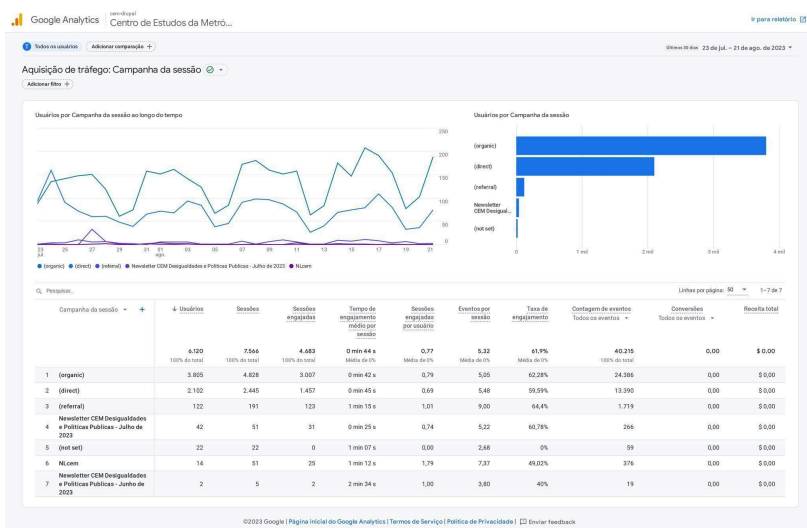 Google Analytics
cem-drupal
Centro de Estudos da Metró...
Ir para relatório
T Todos os usuários
Adicionar comparação +
Últimos 30 dias 23 de jul. – 21 de ago. de 2023
Aquisição de tráfego: Campanha da sessão
Adicionar filtro +
Usuários por Campanha da sessão ao longo do tempo
250
200
150
100
50
0
23 jul. 25 27 29 31 01 ago. 03 05 07 09 11 13 15 17 19 21
(organic) (direct) (referral) Newsletter CEM Desigualdades e Politicas Publicas - Julho de 2023 NLcem
Usuários por Campanha da sessão
(organic)
(direct)
(referral)
Newsletter
CEM Desigual...
(not set)
0 1 mil 2 mil 3 mil 4 mil
Pesquisar...
Linhas por página: 50 1–7 de 7
Campanha da sessão + ↓ Usuários Sessões Sessões engajadas Tempo de engajamento médio por sessão Sessões engajadas por usuário Eventos por sessão Taxa de engajamento Contagem de eventos Todos os eventos Conversões Todos os eventos Receita total
6.120 7.566 4.683 0 min 44 s 0,77 5,32 61,9% 40.215 0,00 $ 0,00
100% do total 100% do total 100% do total Média de 0% Média de 0% Média de 0% Média de 0% 100% do total
1 (organic) 3.805 4.828 3.007 0 min 42 s 0,79 5,05 62,28% 24.386 0,00 $ 0,00
2 (direct) 2.102 2.445 1.457 0 min 45 s 0,69 5,48 59,59% 13.390 0,00 $ 0,00
3 (referral) 122 191 123 1 min 15 s 1,01 9,00 64,4% 1.719 0,00 $ 0,00
4 Newsletter CEM Desigualdades e Politicas Publicas - Julho de 2023 42 51 31 0 min 25 s 0,74 5,22 60,78% 266 0,00 $ 0,00
5 (not set) 22 22 0 1 min 07 s 0,00 2,68 0% 59 0,00 $ 0,00
6 NLcem 14 51 25 1 min 12 s 1,79 7,37 49,02% 376 0,00 $ 0,00
7 Newsletter CEM Desigualdades e Politicas Publicas - Junho de 2023 2 5 2 2 min 34 s 1,00 3,80 40% 19 0,00 $ 0,00
©2023 Google | Página inicial do Google Analytics | Termos de Serviço | Política de Privacidade | Enviar feedback